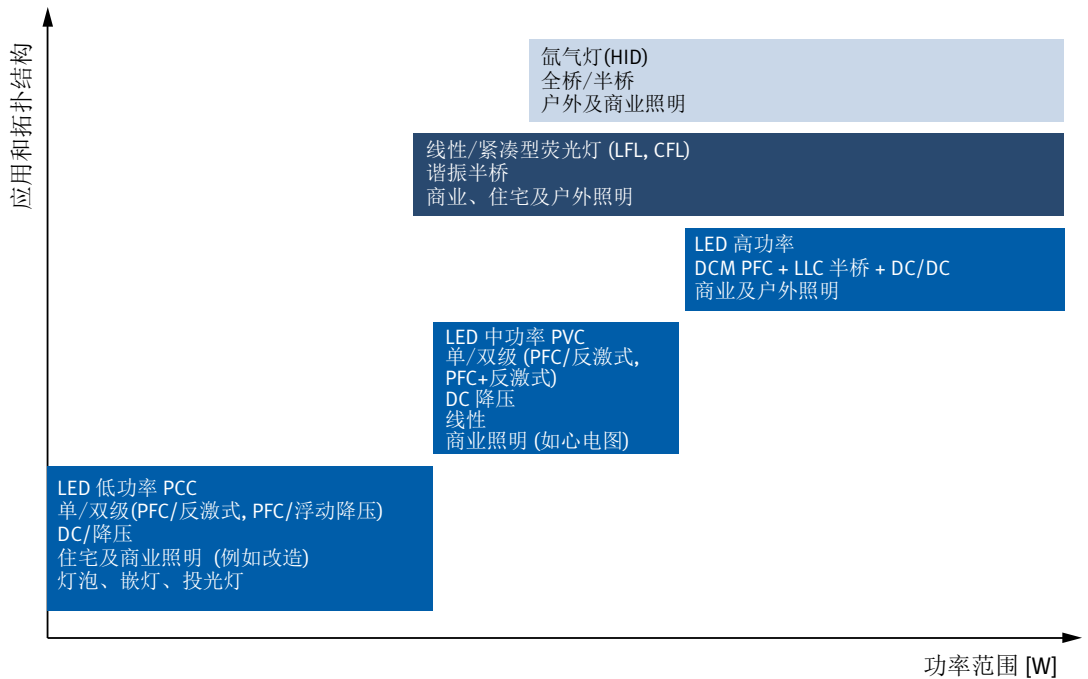 应用和拓扑结构
氙气灯(HID)
全桥/半桥
户外及商业照明
线性/紧凑型荧光灯 (LFL, CFL)
谐振半桥
商业、住宅及户外照明
LED 高功率
DCM PFC + LLC 半桥 + DC/DC
商业及户外照明
LED 中功率 PVC
单/双级 (PFC/反激式,
PFC+反激式)
DC 降压
线性
商业照明 (如心电图)
LED 低功率 PCC
单/双级(PFC/反激式, PFC/浮动降压)
DC/降压
住宅及商业照明 (例如改造)
灯泡、嵌灯、投光灯
功率范围 [W]